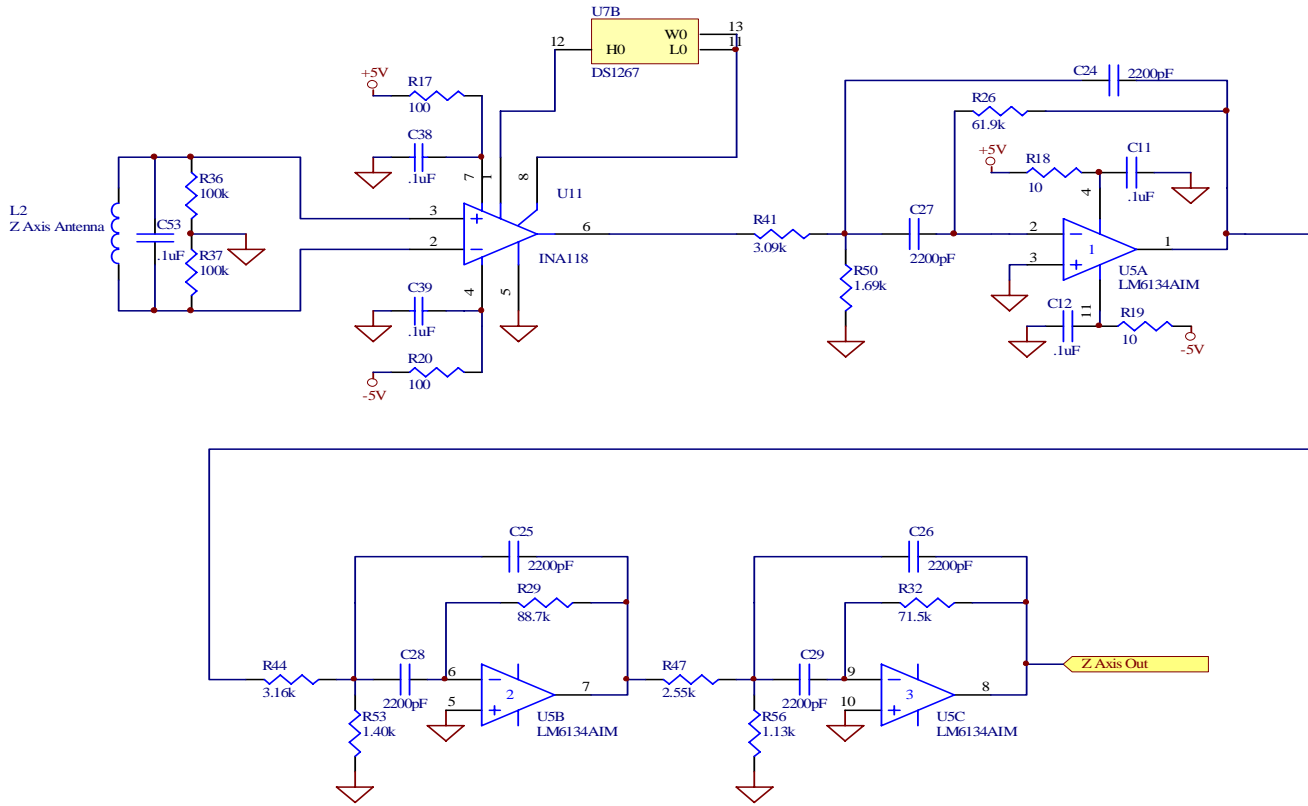 U7B
12 H0 W0 13
L0 11
DS1267
+5V
R17
100
C38
.1uF
7
1
8
U11
3
2
6
INA118
4
5
C39
.1uF
R20
100
-5V
L2
Z Axis Antenna
C53
.1uF
R36
100k
R37
100k
R41
3.09k
R50
1.69k
C27
2200pF
C24
2200pF
R26
61.9k
+5V
R18
10
C11
.1uF
4
2
3
1
1
U5A
LM6134AIM
11
C12
.1uF
R19
10
-5V
R44
3.16k
R53
1.40k
C28
2200pF
C25
2200pF
R29
88.7k
6
5
2
7
U5B
LM6134AIM
R47
2.55k
R56
1.13k
C29
2200pF
C26
2200pF
R32
71.5k
9
10
3
8
U5C
LM6134AIM
Z Axis Out